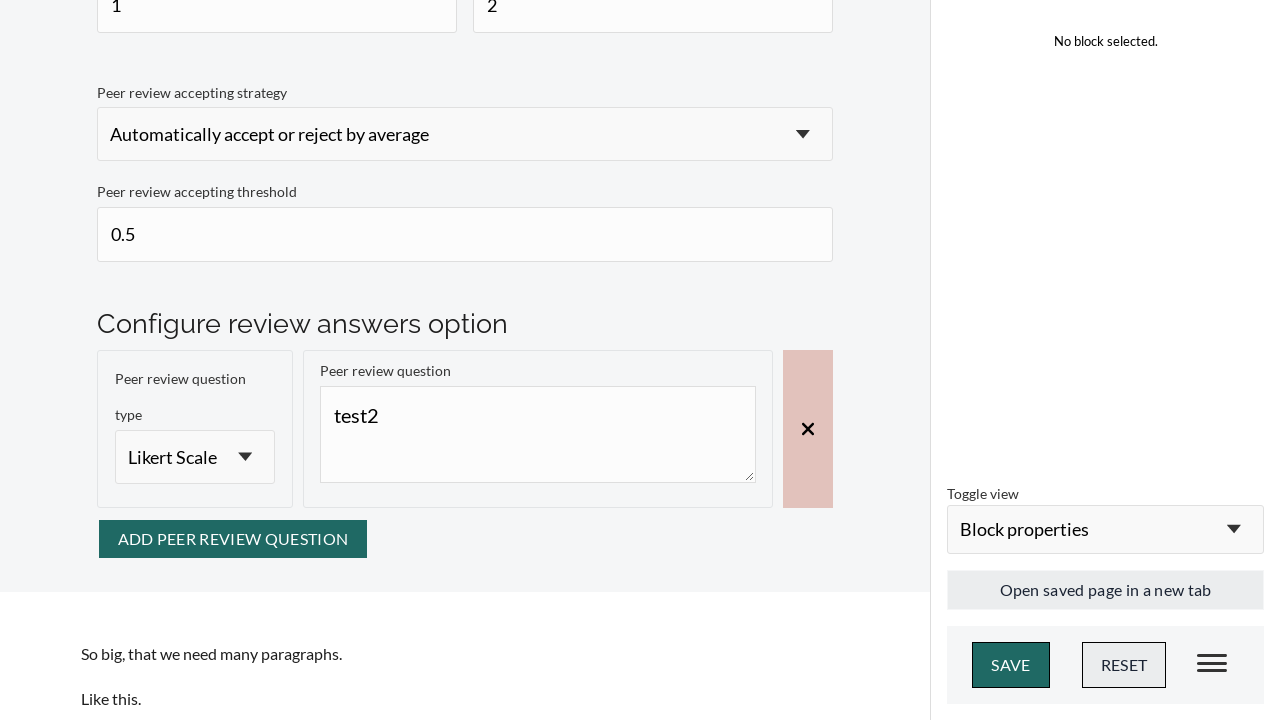 1
2
No block selected.
Peer review accepting strategy
Automatically accept or reject by average
Peer review accepting threshold
0.5
Configure review answers option
Peer review question
type
Likert Scale
Peer review question
test2
ADD PEER REVIEW QUESTION
Toggle view
Block properties
Open saved page in a new tab
SAVE
RESET
So big, that we need many paragraphs.
Like this.